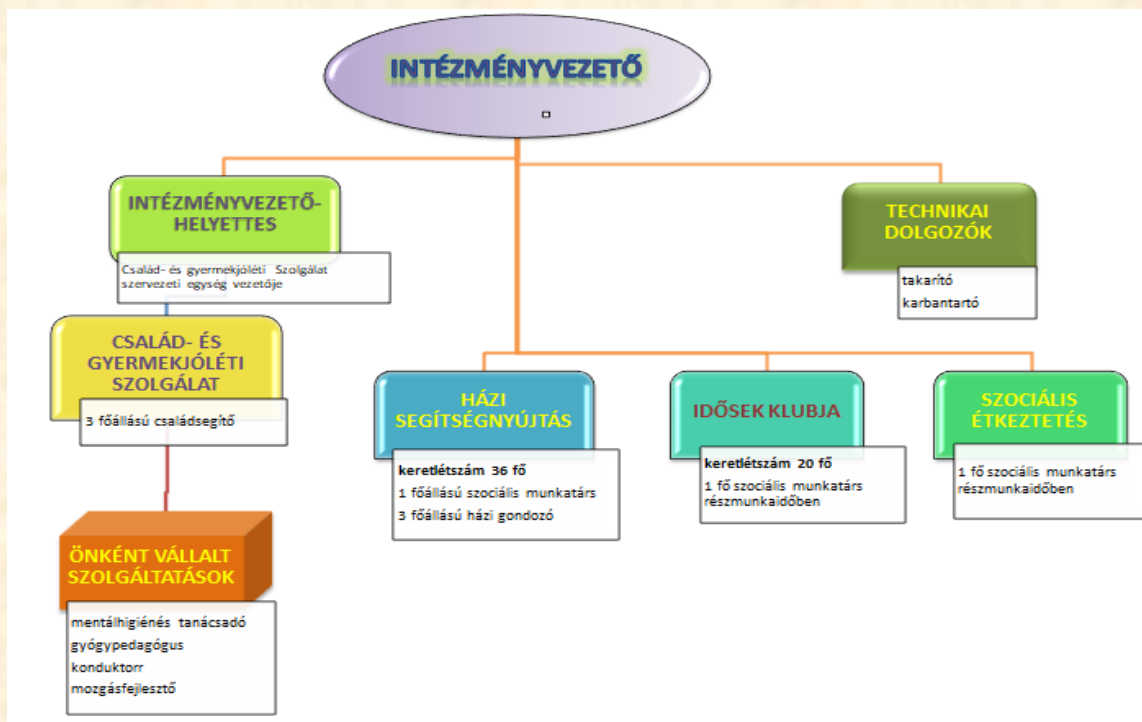 INTÉZMÉNYVEZETŐ
INTÉZMÉNYVEZETŐ-
HELYETTES
Család- és gyermekjóléti Szolgálat
szervezeti egység vezetője
TECHNIKAI
DOLGOZÓK
takarító
karbantartó
CSALÁD- ÉS
GYERMEKJÓLÉTI
SZOLGÁLAT
3 főállású családsegítő
HÁZI
SEGÍTSÉGNYÚJTÁS
keretlétszám 36 fő
1 főállású szociális munkatárs
3 főállású házi gondozó
IDŐSEK KLUBJA
keretlétszám 20 fő
1 fő szociális munkatárs
részmunkaidőben
SZOCIÁLIS
ÉTKEZTETÉS
1 fő szociális munkatárs
részmunkaidőben
ÖNKÉNT VÁLLALT
SZOLGÁLTATÁSOK
mentálhigiénés tanácsadó
gyógypedagógus
konduktorr
mozgásfejlesztő